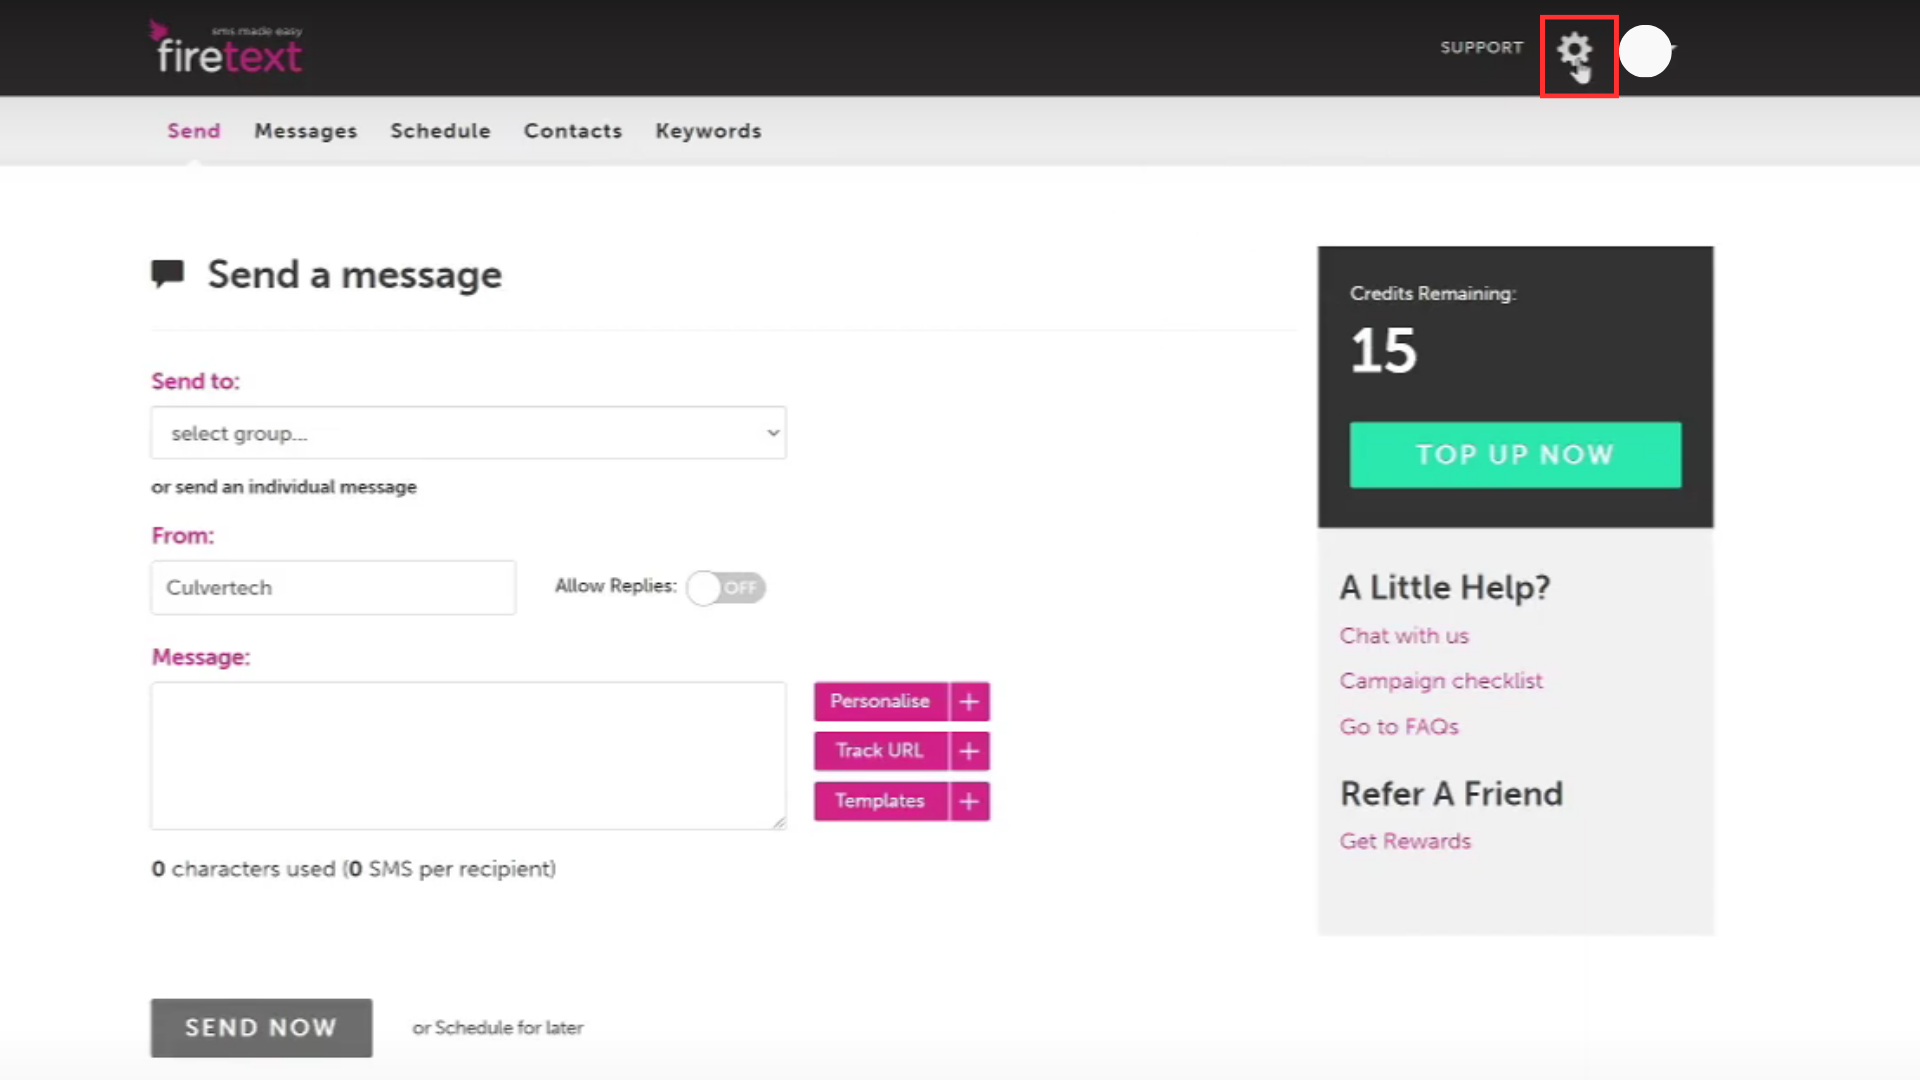 sms made easy
firetext
SUPPORT
Send Messages Schedule Contacts Keywords
Send a message
Send to:
select group...
or send an individual message
From:
Culvertech
Allow Replies: OFF
Message:
Personalise +
Track URL +
Templates +
0 characters used (0 SMS per recipient)
SEND NOW
or Schedule for later
Credits Remaining:
15
TOP UP NOW
A Little Help?
Chat with us
Campaign checklist
Go to FAQs
Refer A Friend
Get Rewards